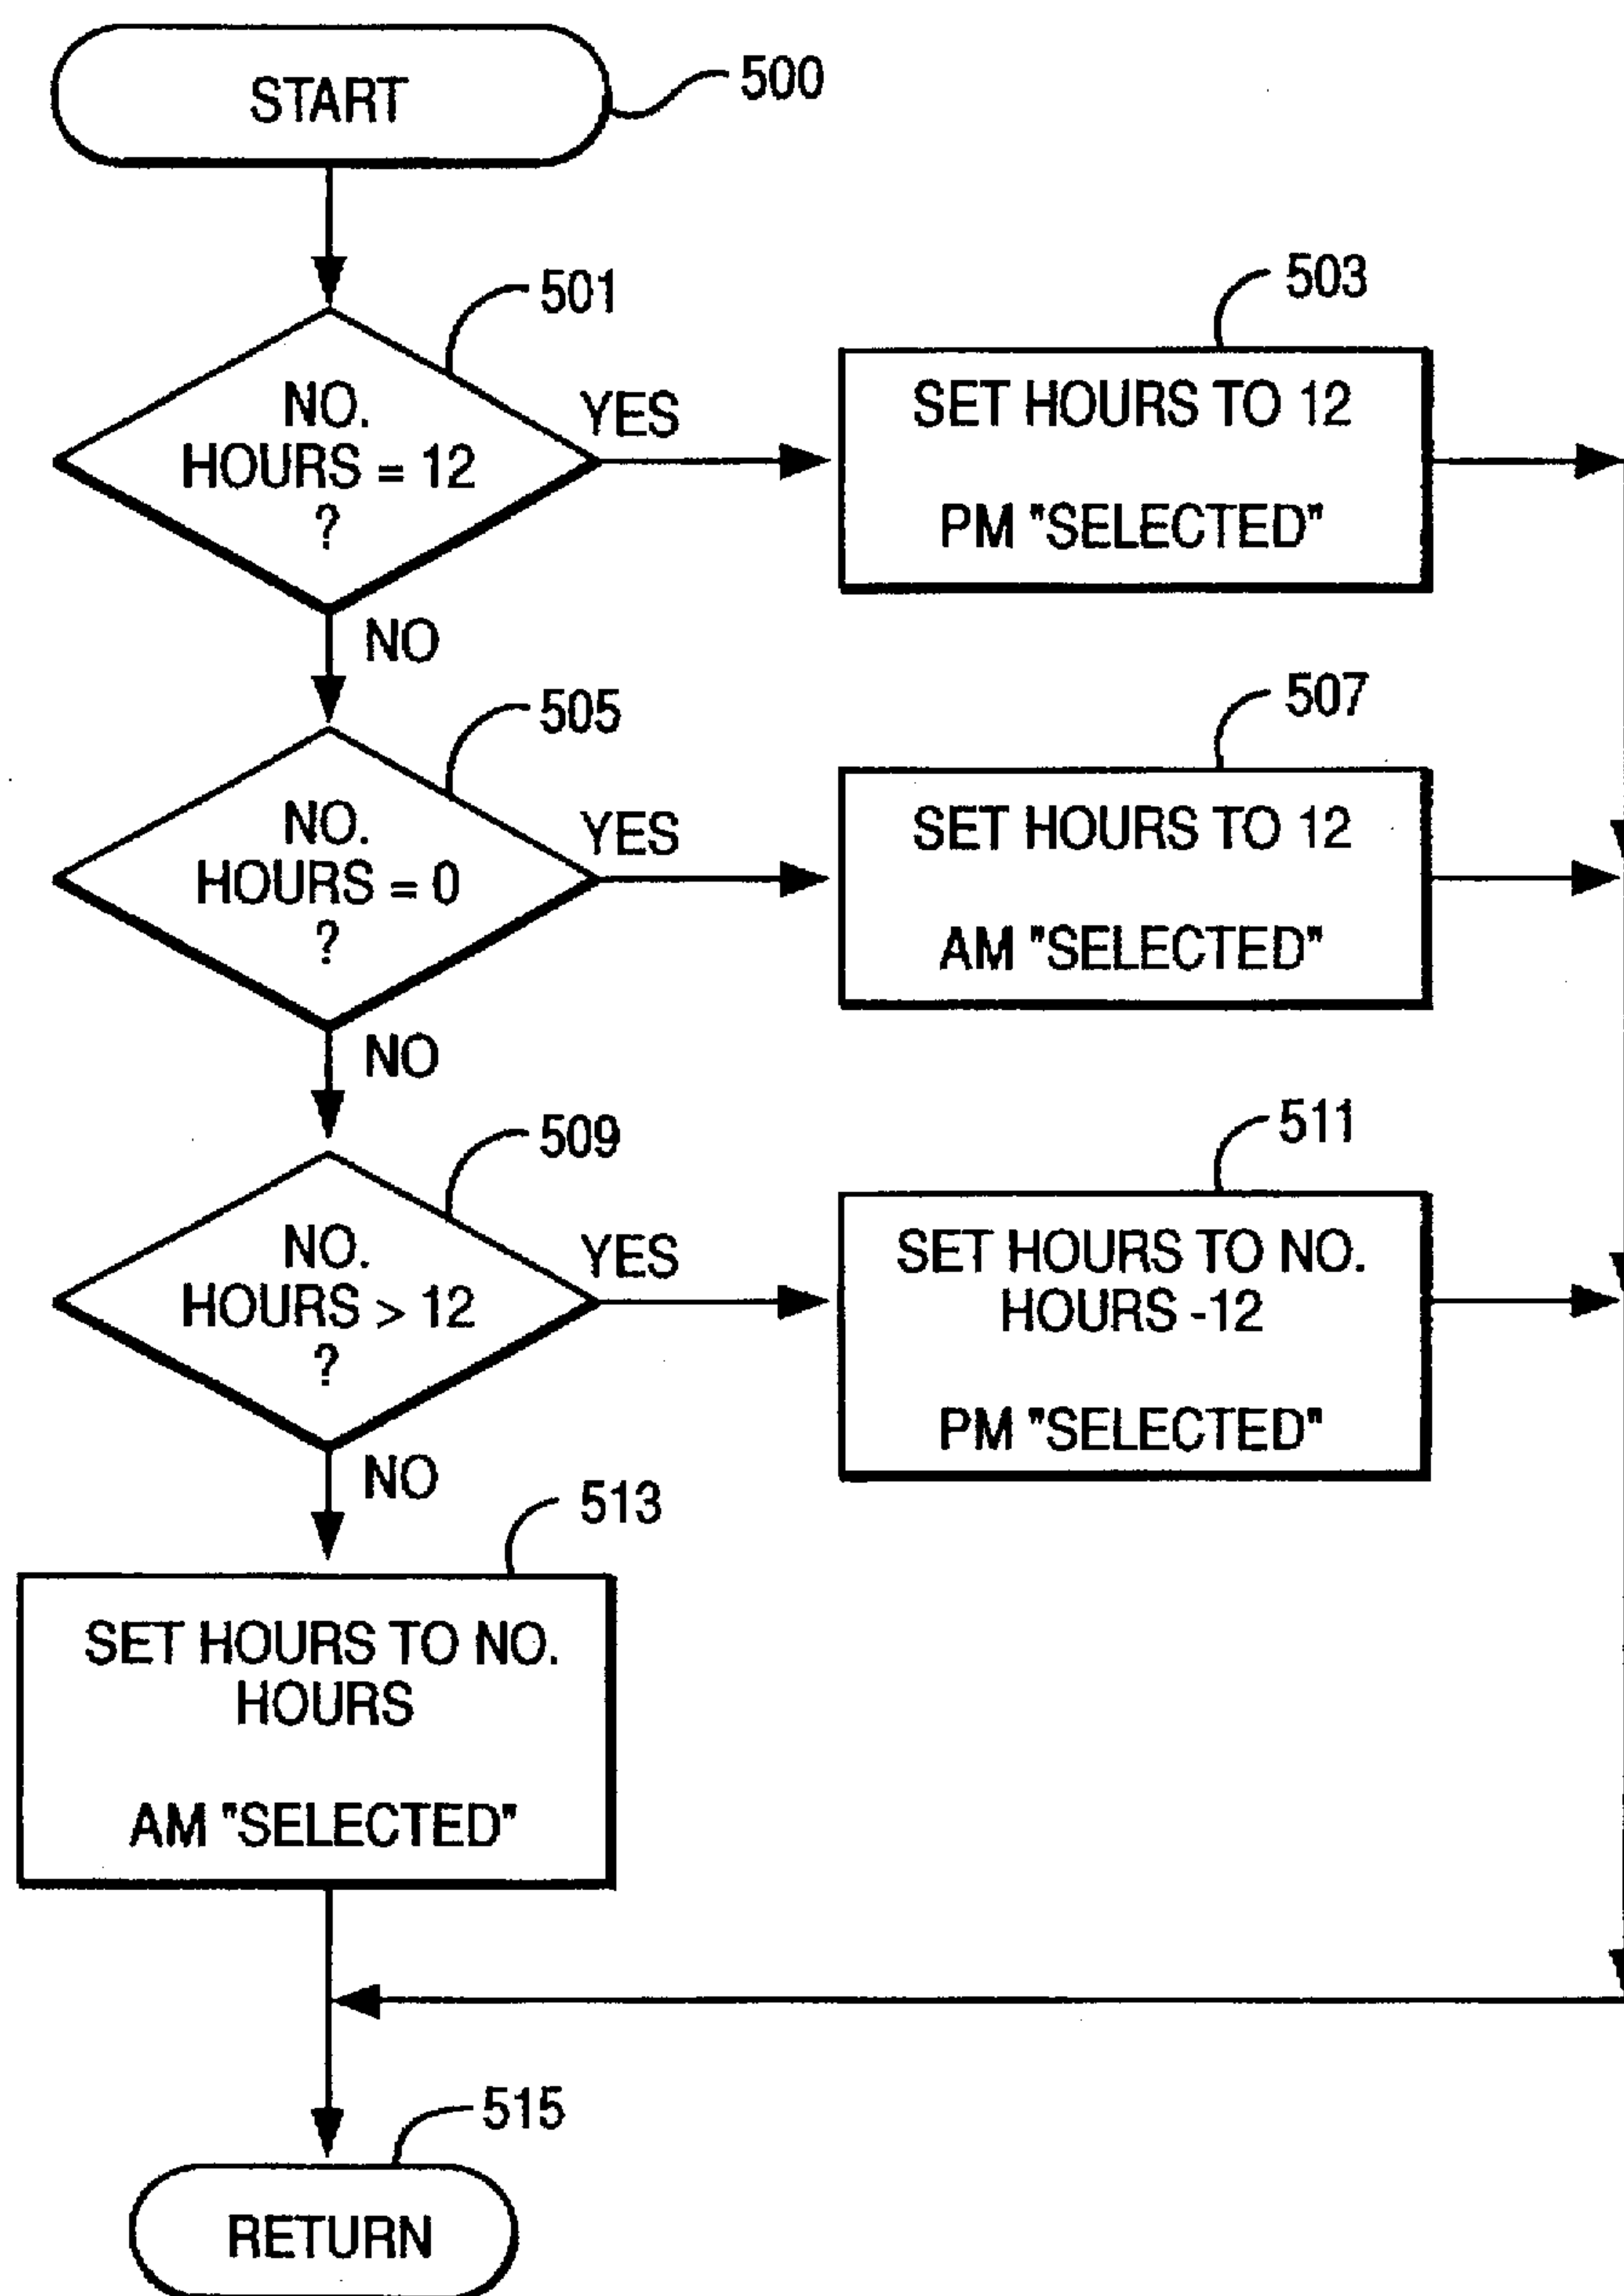 START
500
501
NO.
HOURS = 12
?
YES
503
SET HOURS TO 12
PM "SELECTED"
NO
505
NO.
HOURS = 0
?
YES
507
SET HOURS TO 12
AM "SELECTED"
NO
509
NO.
HOURS > 12
?
YES
511
SET HOURS TO NO.
HOURS -12
PM "SELECTED"
NO
513
SET HOURS TO NO.
HOURS
AM "SELECTED"
515
RETURN